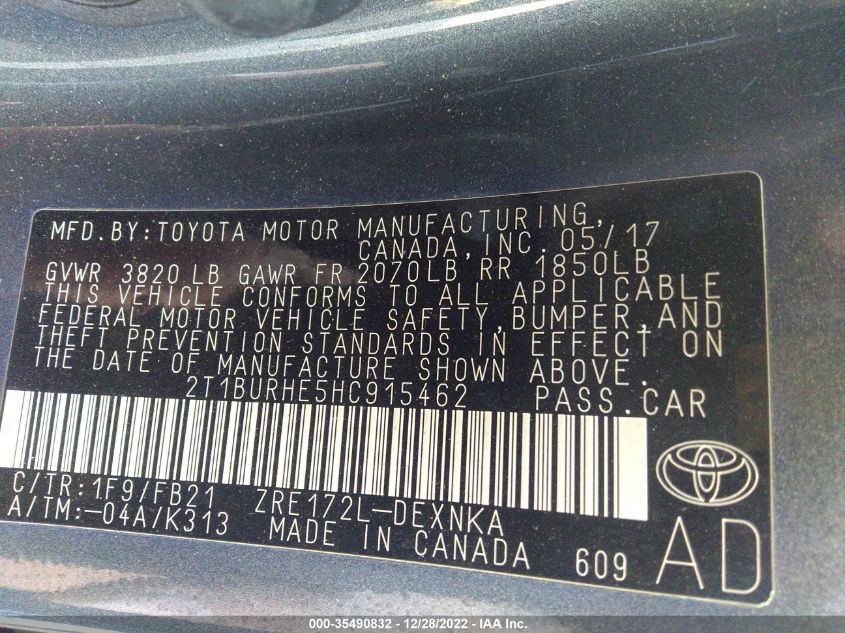 MFD.BY:TOYOTA MOTOR MANUFACTURING,
CANADA,INC. 05/17
GVWR 3820LB GAWR FR 2070LB RR 1850LB
THIS VEHICLE CONFORMS TO ALL APPLICABLE
FEDERAL MOTOR VEHICLE SAFETY,BUMPER,AND
THEFT PREVENTION STANDARDS IN EFFECT ON
THE DATE OF MANUFACTURE SHOWN ABOVE.
2T1BURHE5HC915462 PASS.CAR
C/TR:1F9/FB21 ZRE172L-DEXNKA
A/TM:-04A/K313 MADE IN CANADA 609 AD
000-35490832 / 12/28/2022 - IAA Inc.